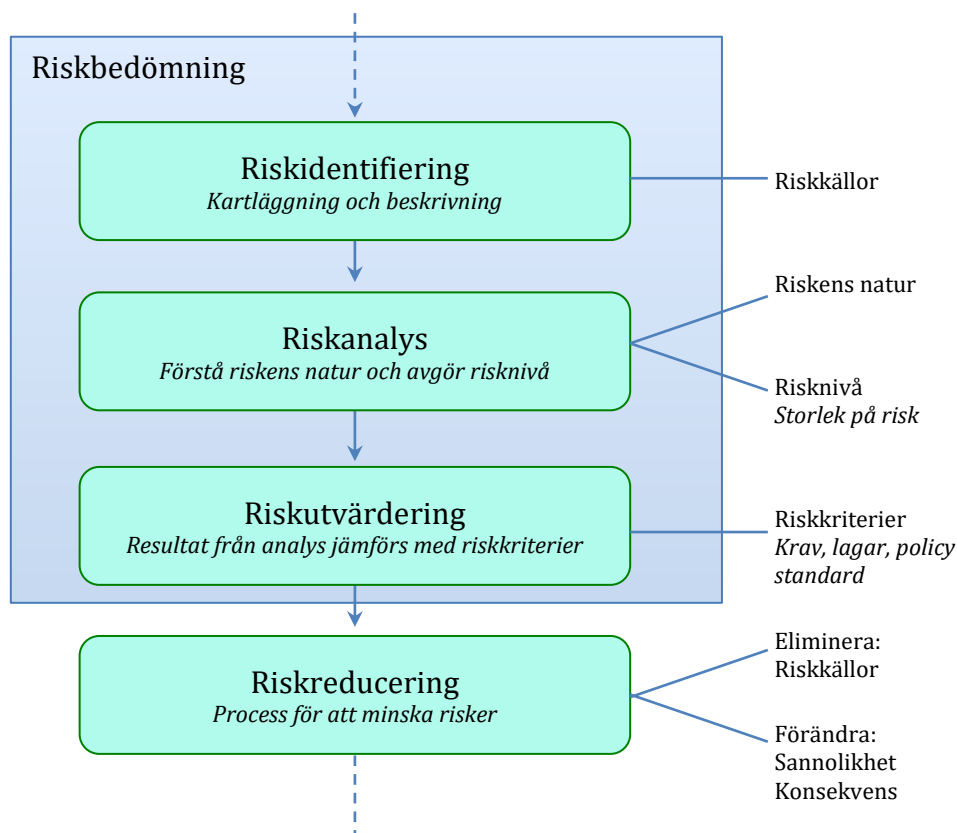 Riskbedömning
Riskidentifiering
Kartläggning och beskrivning
Riskkällor
Riskanalys
Förstå riskens natur och avgör risknivå
Riskens natur
Risknivå
Storlek på risk
Riskutvärdering
Resultat från analys jämförs med riskkriterier
Riskkriterier
Krav, lagar, policy
standard
Riskreducering
Process för att minska risker
Eliminera:
Riskkällor
Förändra:
Sannolikhet
Konsekvens